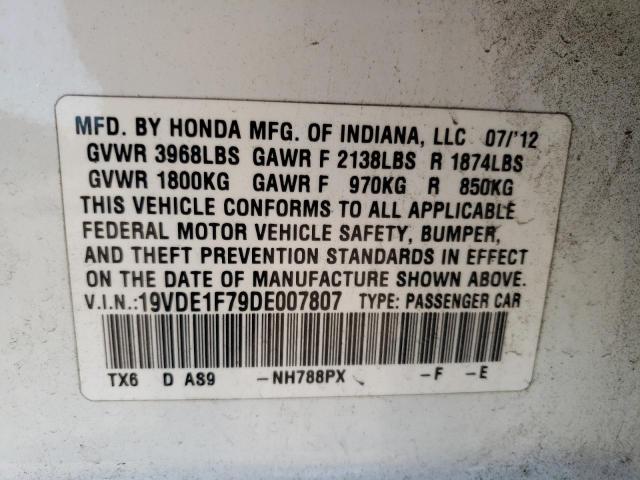 MFD. BY HONDA MFG. OF INDIANA, LLC 07/'12
GVWR 3968LBS GAWR F 2138LBS R 1874LBS
GVWR 1800KG GAWR F 970KG R 850KG
THIS VEHICLE CONFORMS TO ALL APPLICABLE
FEDERAL MOTOR VEHICLE SAFETY, BUMPER,
AND THEFT PREVENTION STANDARDS IN EFFECT
ON THE DATE OF MANUFACTURE SHOWN ABOVE.
V.I.N.:19VDE1F79DE007807 TYPE: PASSENGER CAR
TX6 D AS9 -NH788PX -F -E